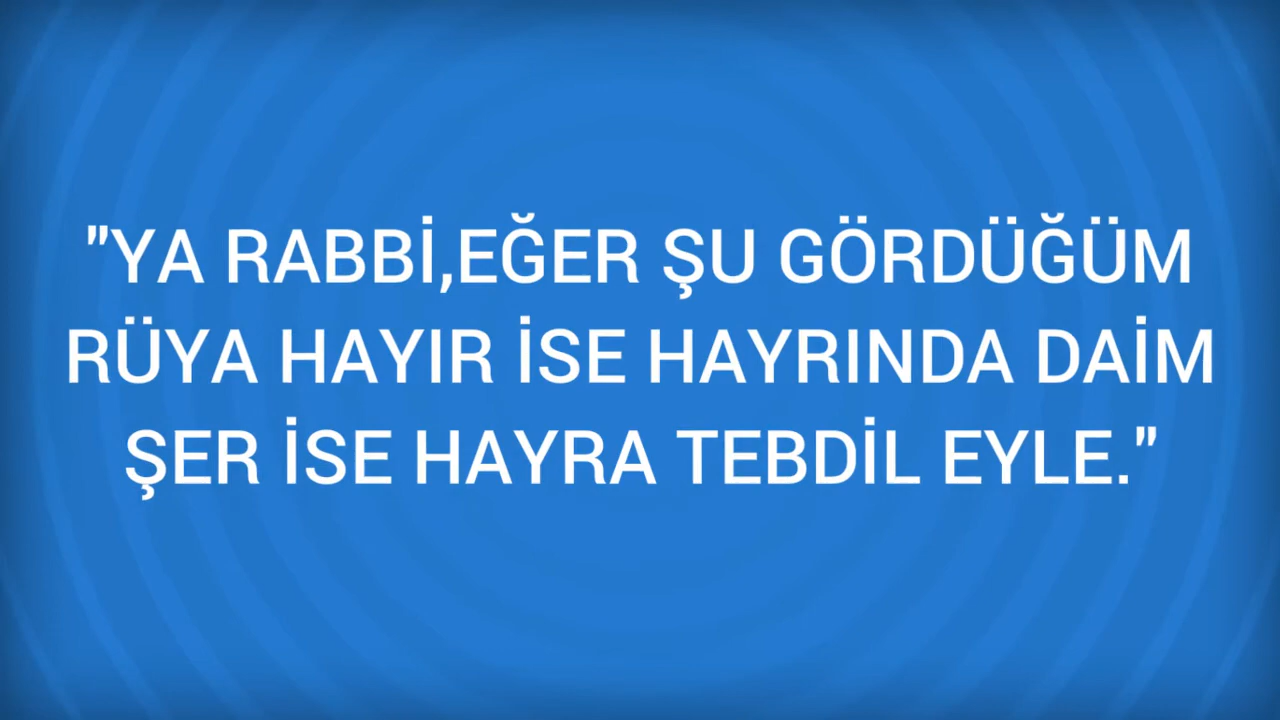 "YA RABBİ,EĞER ŞU GÖRDÜĞÜM
RÜYA HAYIR İSE HAYRINDA DAİM
ŞER İSE HAYRA TEBDİL EYLE."